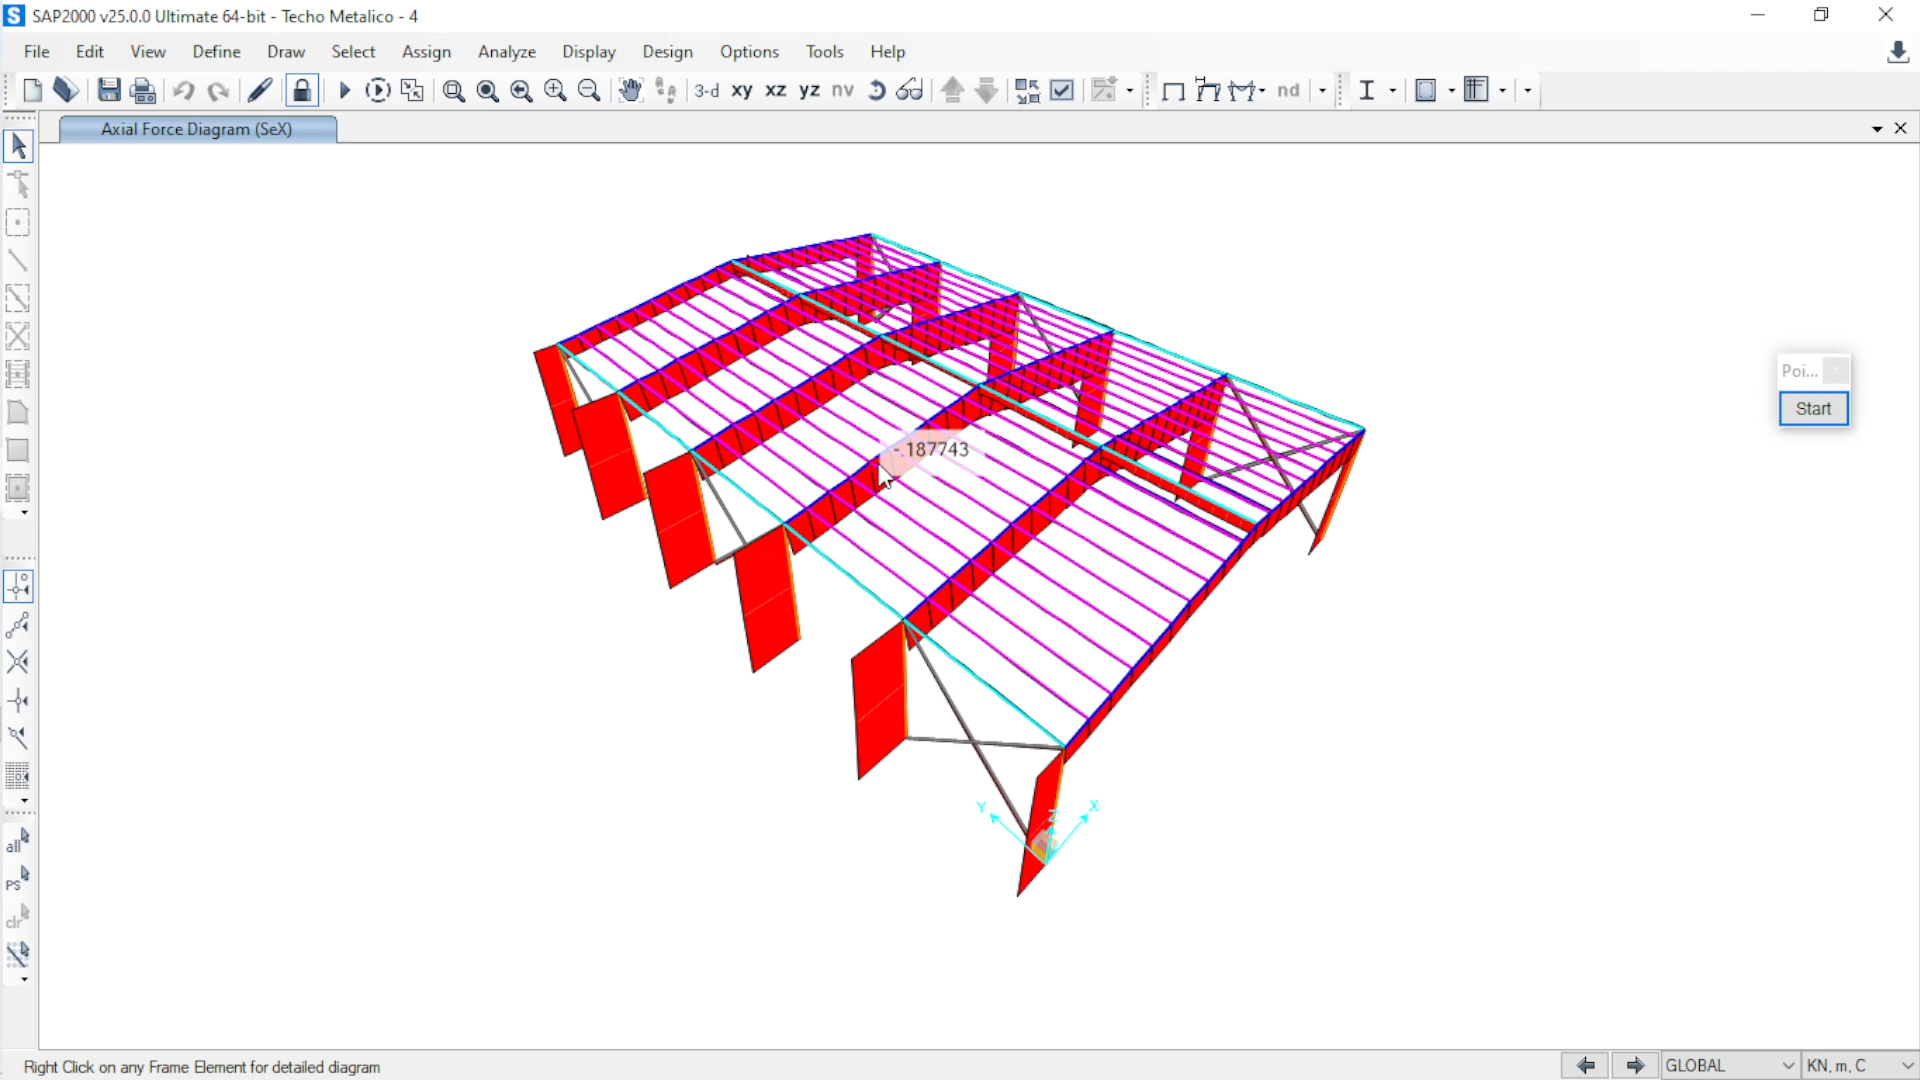 SAP2000 v25.0.0 Ultimate 64-bit - Techo Metalico - 4
File Edit View Define Draw Select Assign Analyze Display Design Options Tools Help
3-d xy xz yz nv nd
Axial Force Diagram (SeX)
Poi...
Start
-.187743
Y Z X
all
ps
clr
Right Click on any Frame Element for detailed diagram
GLOBAL
KN, m, C